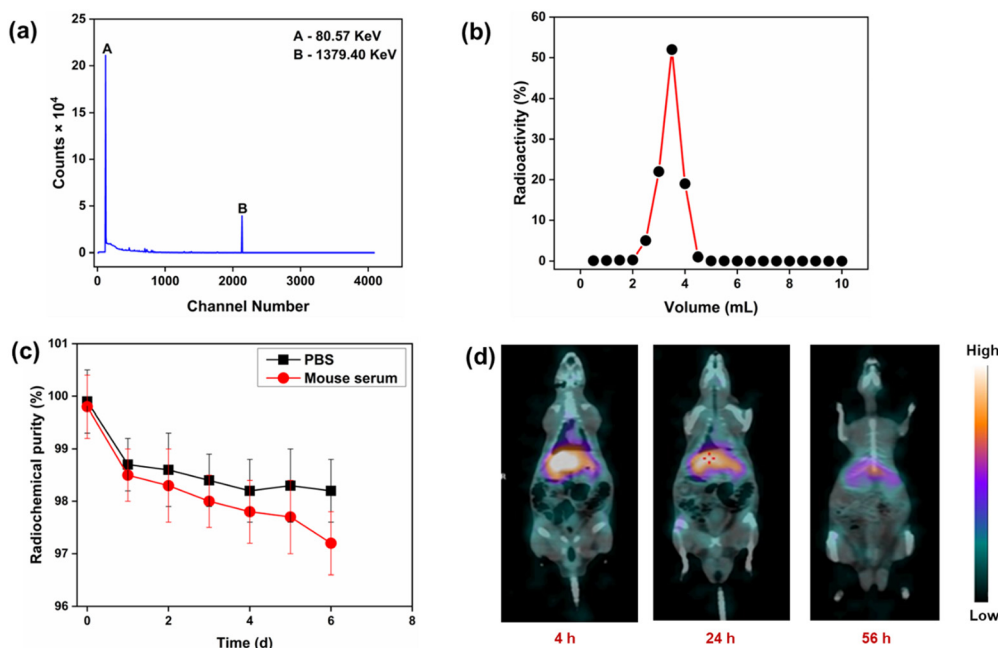 (a)
A - 80.57 KeV
B - 1379.40 KeV
A
B
25
20
15
10
5
0
Counts × 10⁴
0
1000
2000
3000
4000
Channel Number
(b)
60
50
40
30
20
10
0
Radioactivity (%)
0
2
4
6
8
10
Volume (mL)
(c)
PBS
Mouse serum
101
100
99
98
97
96
Radiochemical purity (%)
0
2
4
6
8
Time (d)
(d)
High
Low
4 h
24 h
56 h